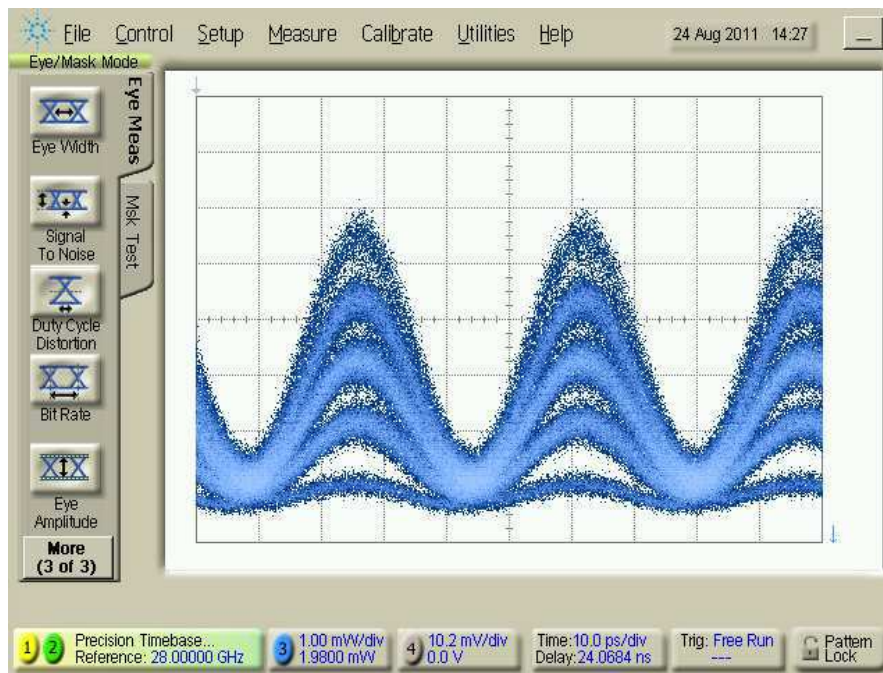 File Control Setup Measure Calibrate Utilities Help 24 Aug 2011 14:27
Eye/Mask Mode
Eye Meas
Msk Test
Eye Width
Signal
To Noise
Duty Cycle
Distortion
Bit Rate
Eye
Amplitude
More
(3 of 3)
1 2 Precision Timebase...
Reference: 28.00000 GHz
3 1.00 mW/div
1.9800 mW
4 10.2 mV/div
0.0 V
Time:10.0 ps/div
Delay:24.0684 ns
Trig: Free Run
---
Pattern
Lock